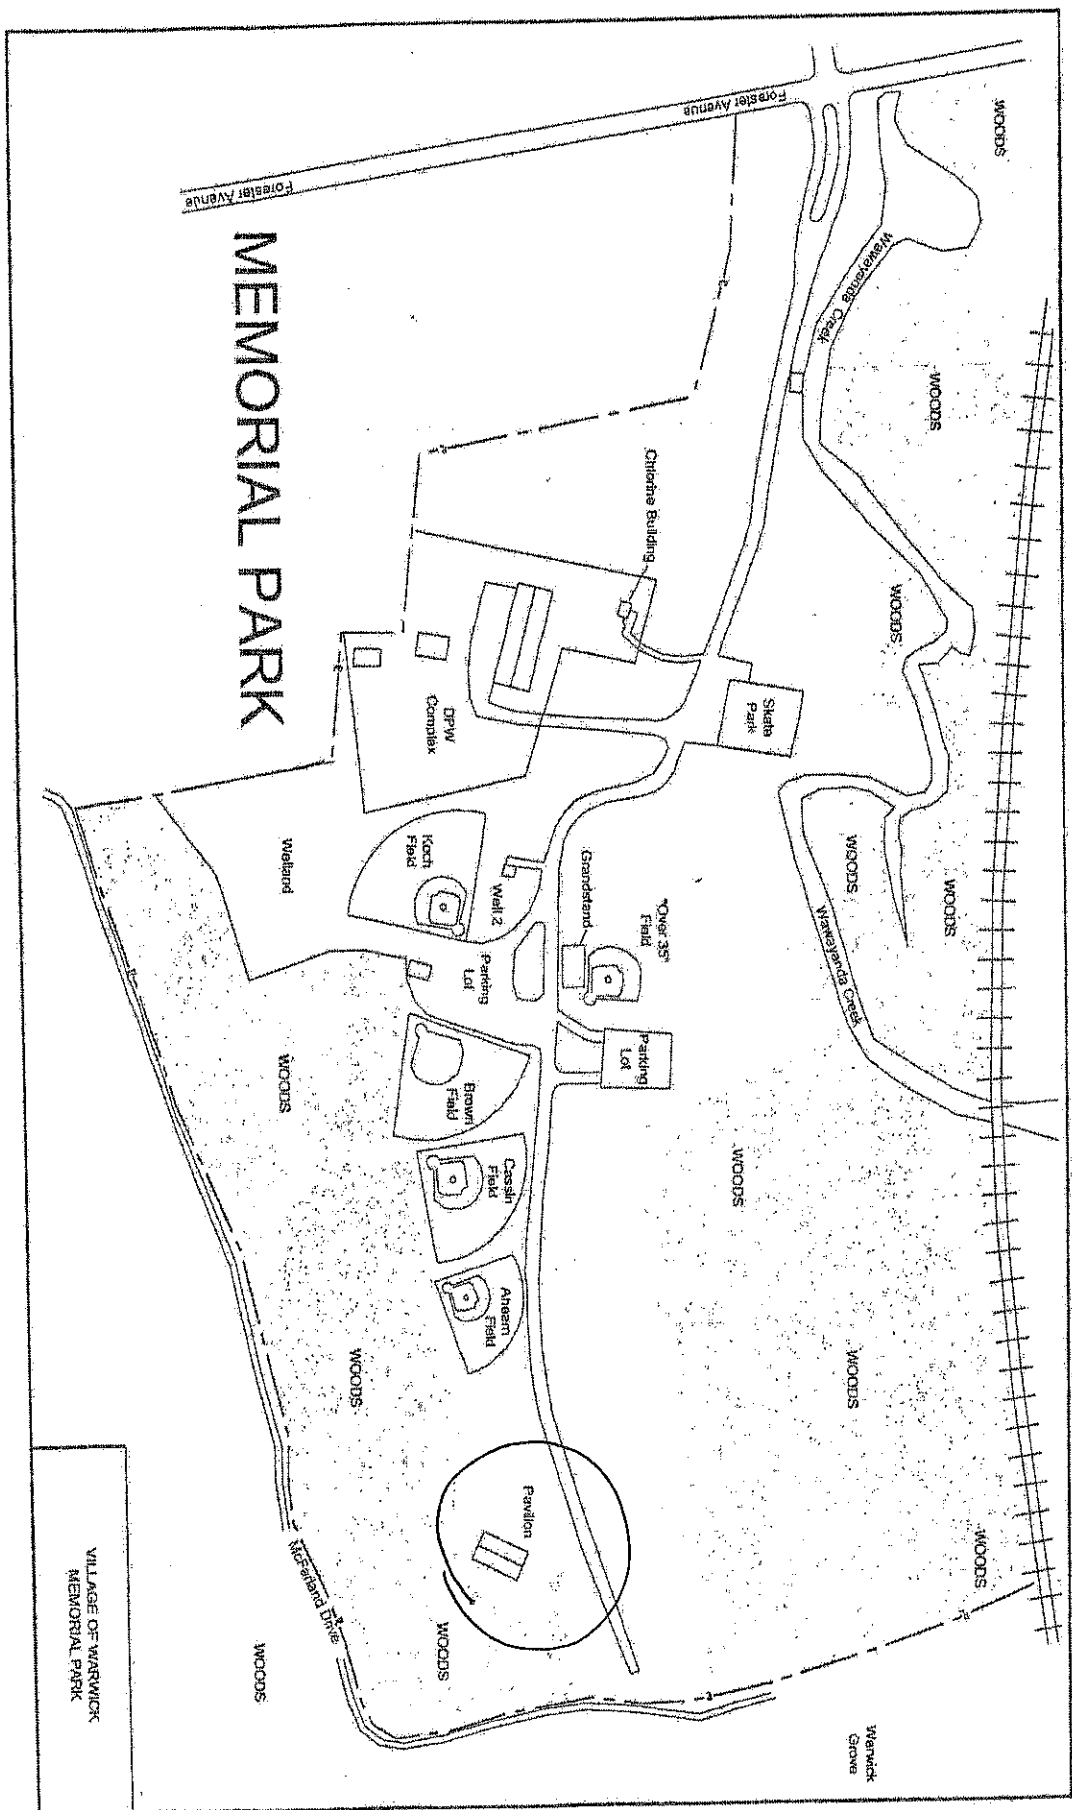 MEMORIAL PARK
Forester Avenue
Forester Avenue
WOODS
Wawayanda Creek
WOODS
WOODS
Chlorine Building
Skate
Park
DPW
Complex
WOODS
WOODS
Wawayanda Creek
"Over 35"
Field
Grandstand
Well 2
Koch
Field
Wetland
Parking
Lot
Parking
Lot
Brown
Field
Cassin
Field
Ahearn
Field
WOODS
WOODS
WOODS
WOODS
WOODS
Pavilion
WOODS
McFarland Drive
WOODS
Warwick
Grove
VILLAGE OF WARWICK
MEMORIAL PARK